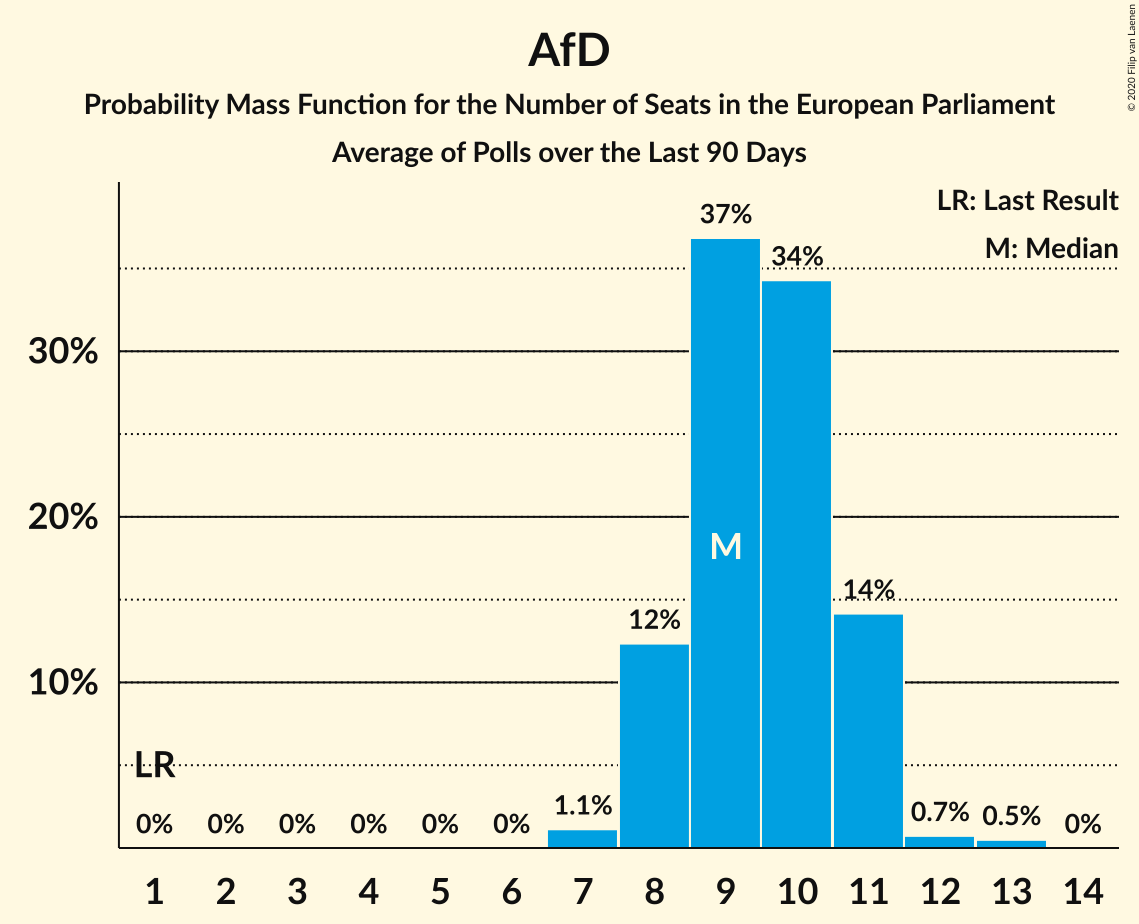 AfD
Probability Mass Function for the Number of Seats in the European Parliament
Average of Polls over the Last 90 Days
© 2020 Filip van Laenen
LR: Last Result
M: Median
37%
34%
30%
20%
M
14%
12%
10%
LR
0% 0% 0% 0% 0% 0% 1.1% 0.7% 0.5% 0%
1 2 3 4 5 6 7 8 9 10 11 12 13 14